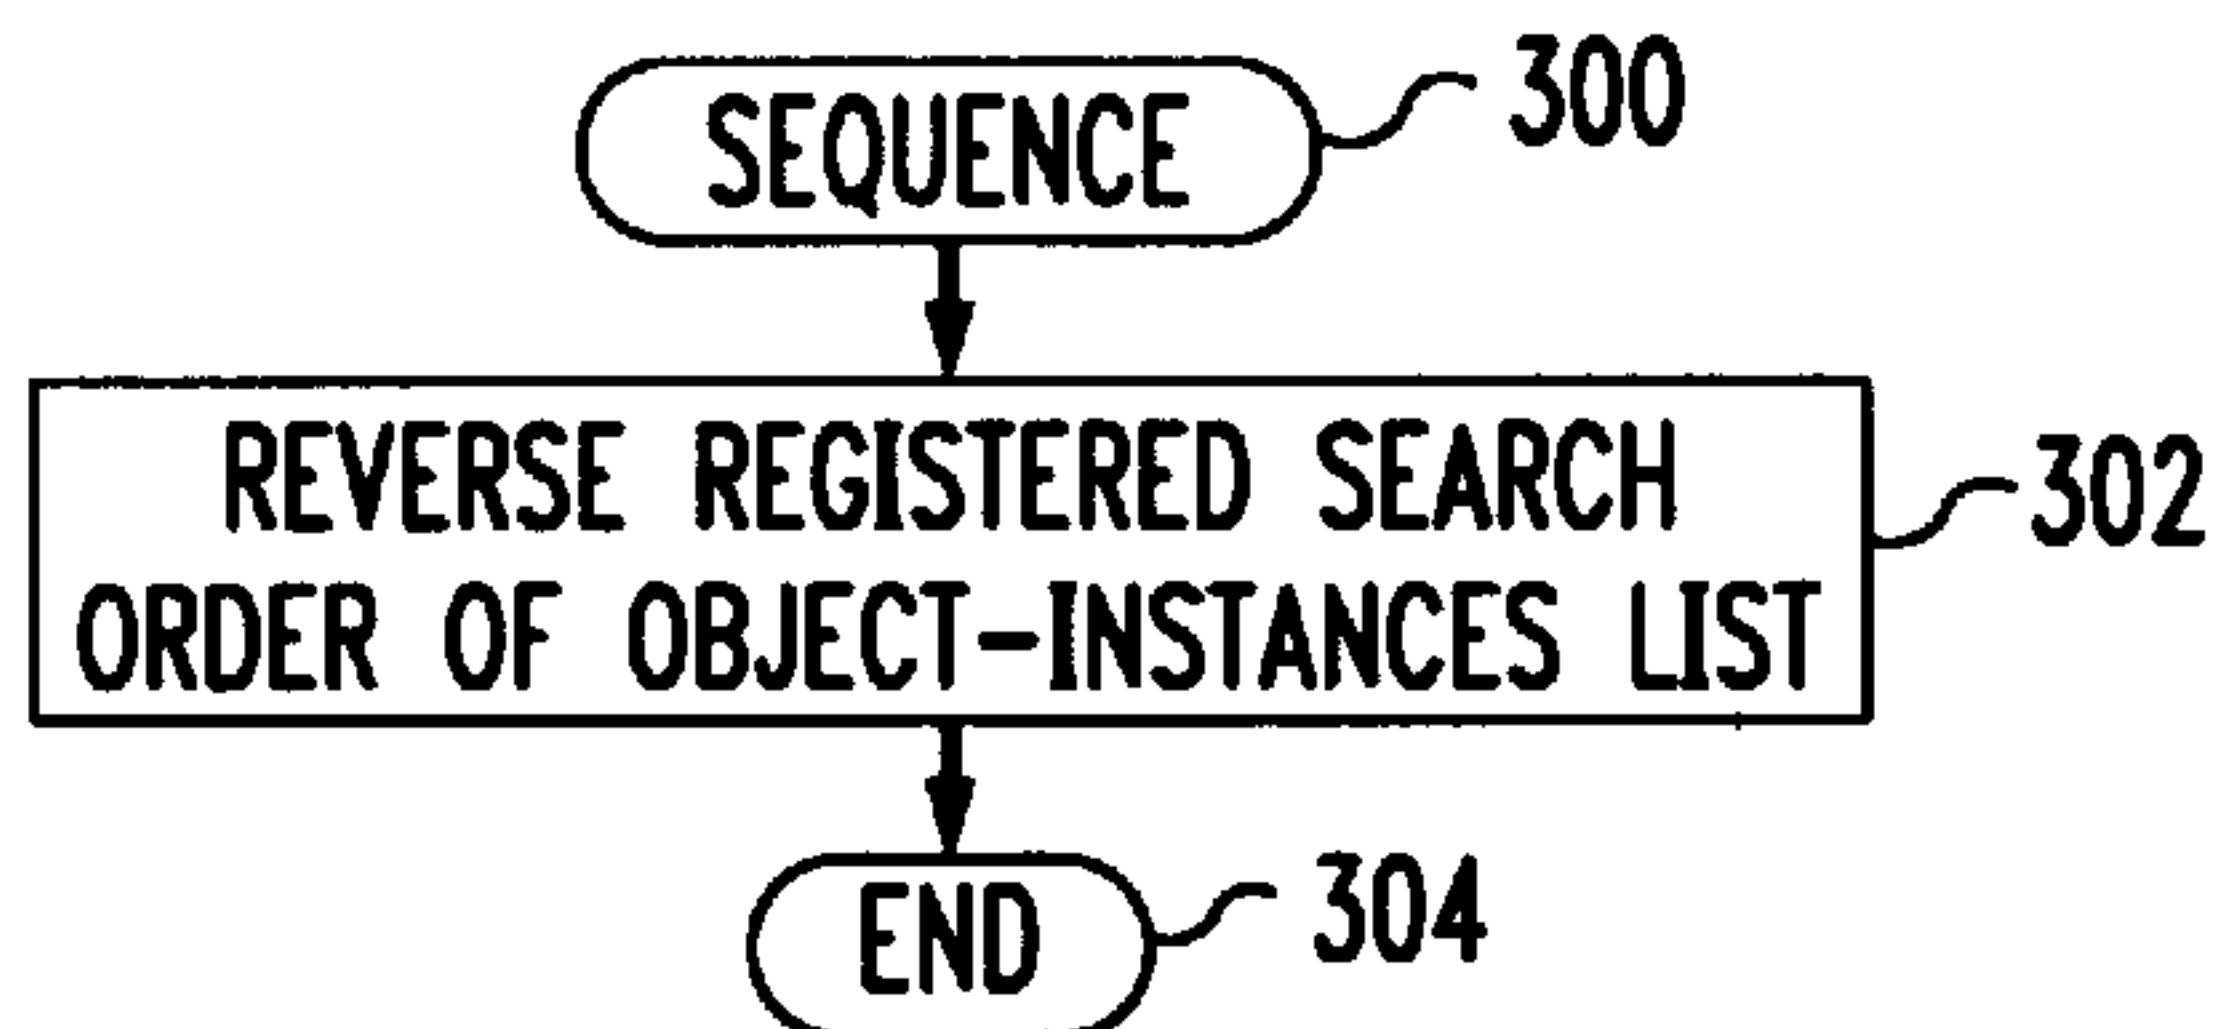 SEQUENCE
300
REVERSE REGISTERED SEARCH
ORDER OF OBJECT-INSTANCES LIST
302
END
304